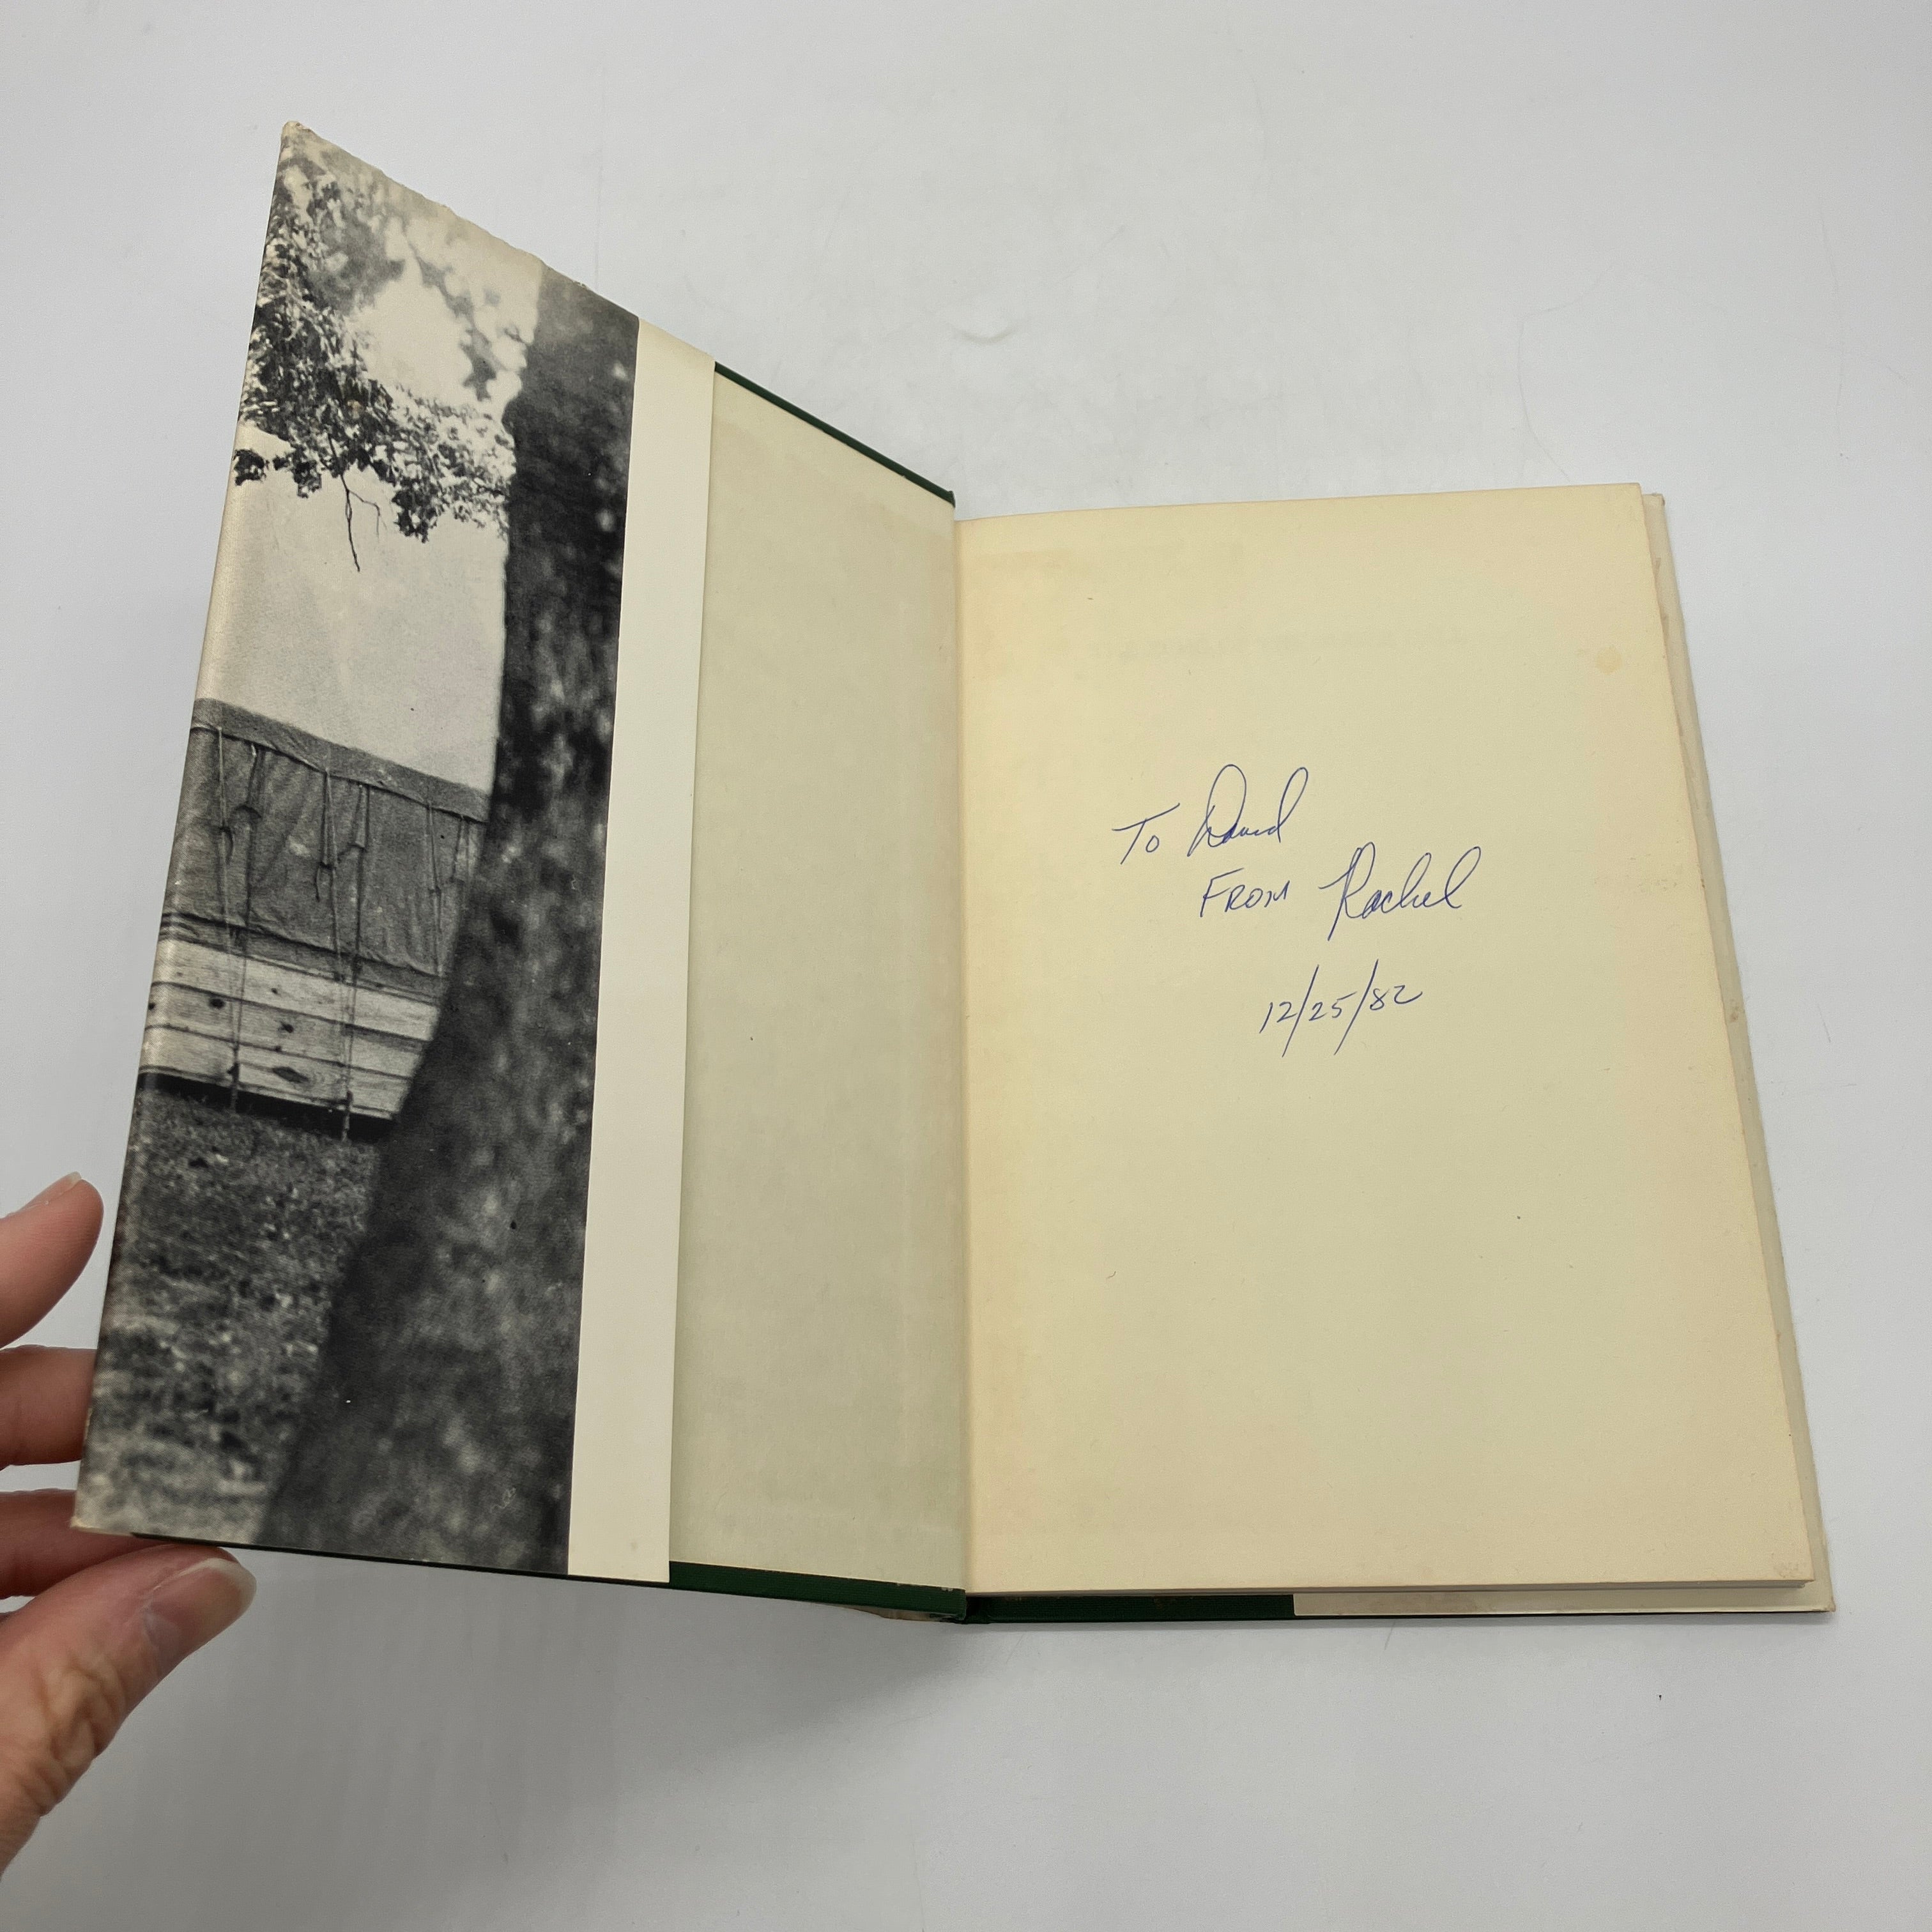 To David
FROM Rachel
12/25/82